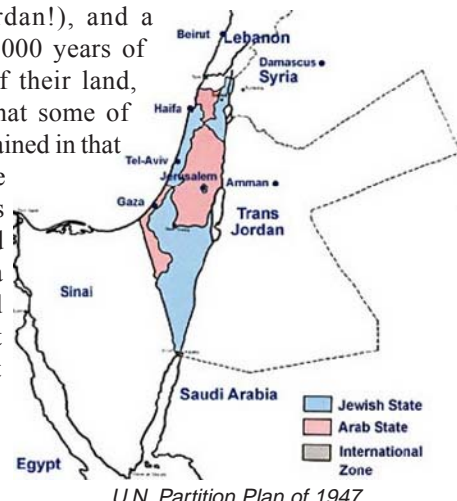 rdan!), and a
000 years of
f their land,
hat some of
ained in that
e
s
Beirut
Lebanon
Damascus
Syria
Haifa
Tel-Aviv
Jerusalem
Amman
Gaza
Trans
Jordan
Sinai
Saudi Arabia
Egypt
Jewish State
Arab State
International
Zone
U.N. Partition Plan of 1947